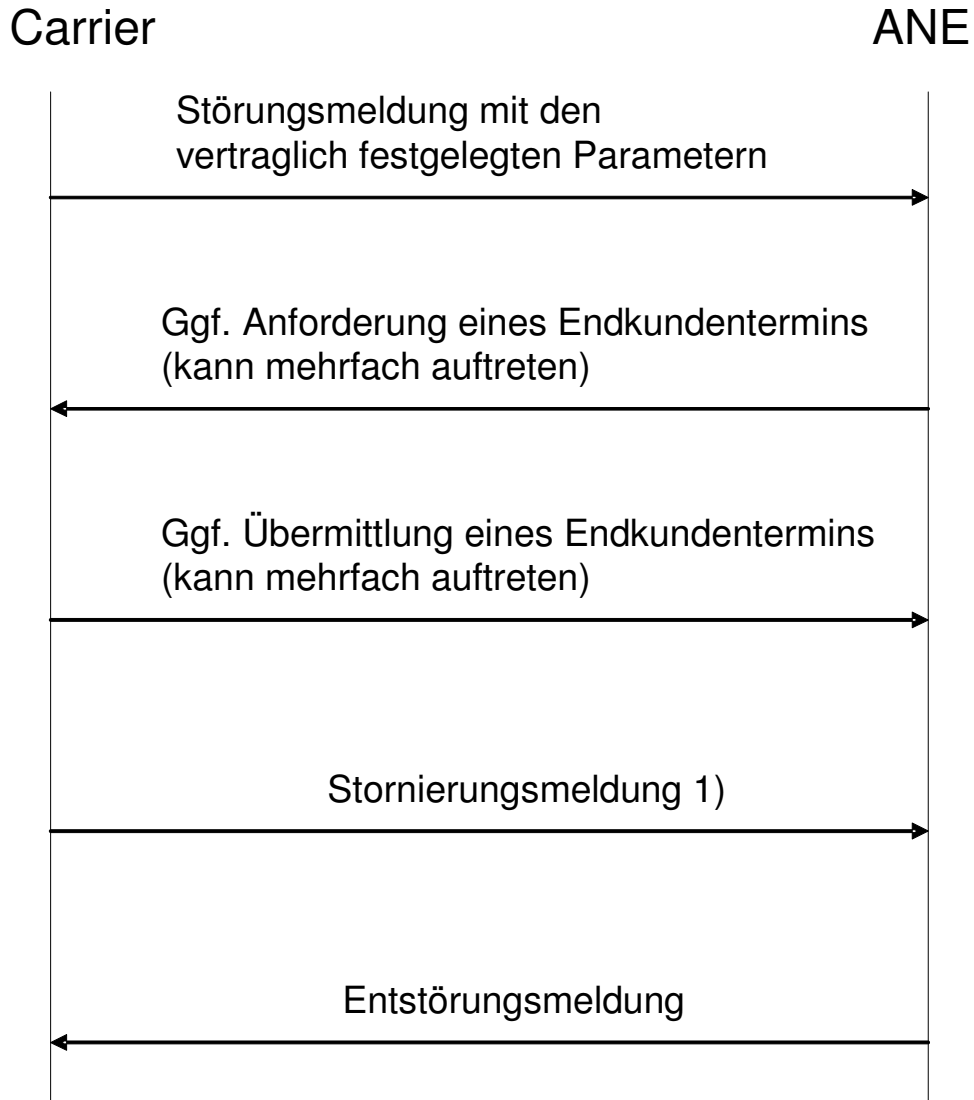 Carrier ANE
Störungsmeldung mit den
vertraglich festgelegten Parametern
Ggf. Anforderung eines Endkundentermins
(kann mehrfach auftreten)
Ggf. Übermittlung eines Endkundentermins
(kann mehrfach auftreten)
Stornierungsmeldung 1)
Entstörungsmeldung